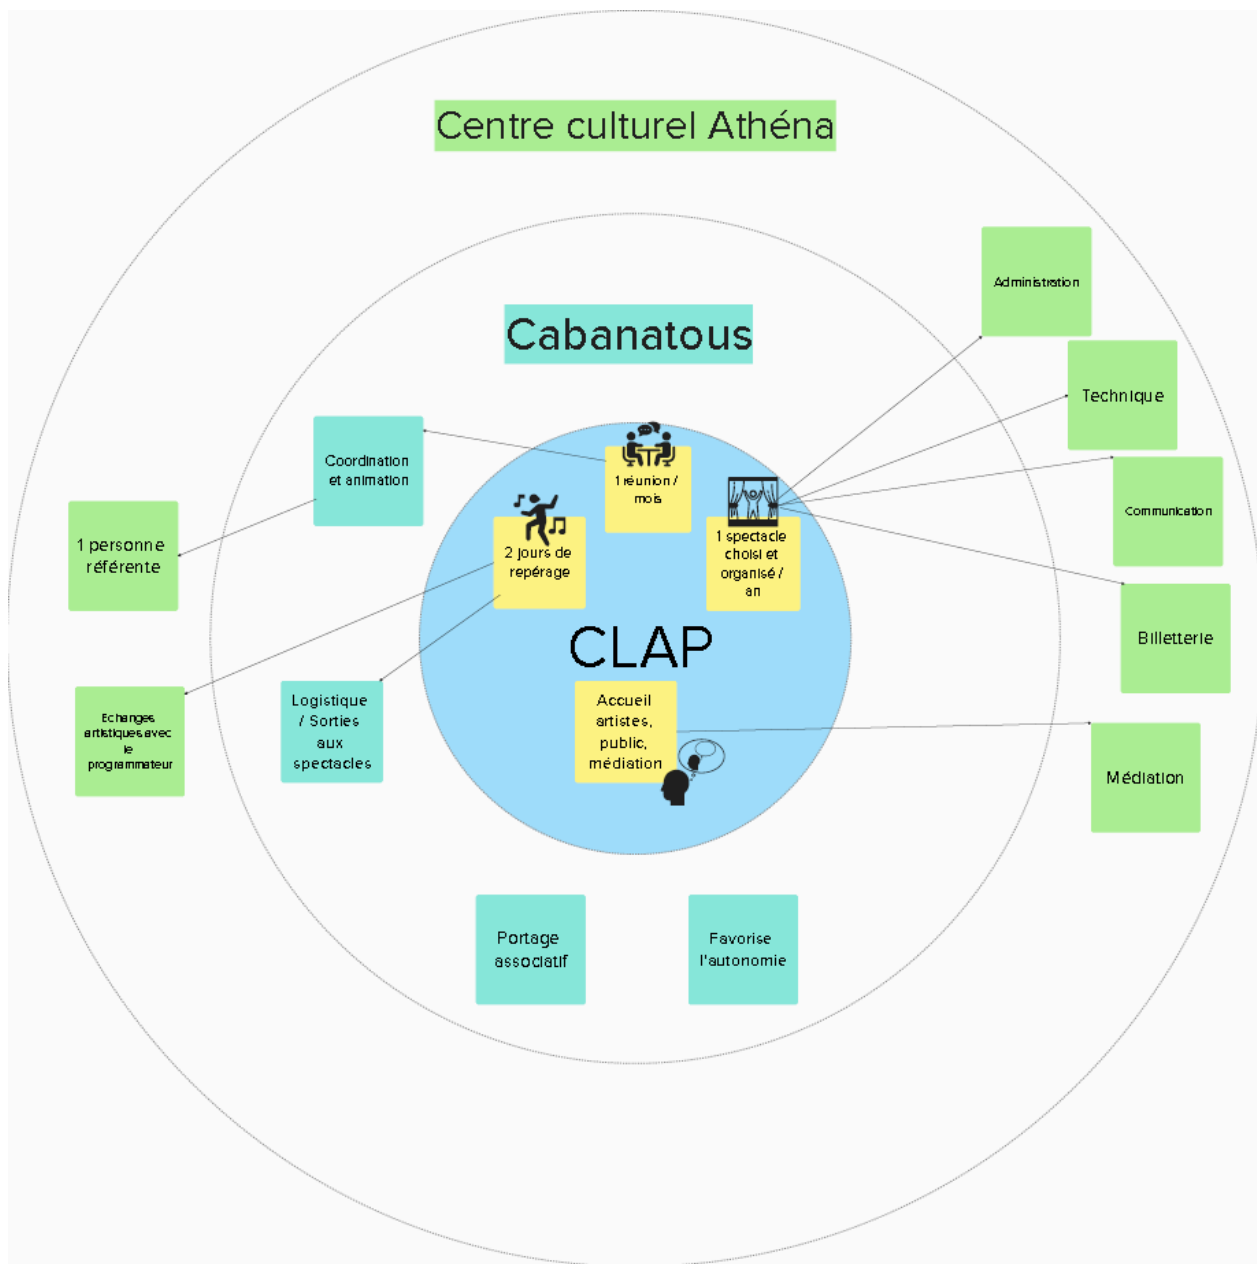 Centre culturel Athéna
Administration
Cabanatous
Technique
Coordination
et animation
1 réunion /
mois
Communication
1 personne
référente
2 jours de
repérage
1 spectacle
choisi et
organisé /
an
Billetterie
CLAP
Echanges
artistiques avec
le
programmateur
Logistique
/ Sorties
aux
spectacles
Accueil
artistes,
public,
médiation
Médiation
Portage
associatif
Favorise
l'autonomie